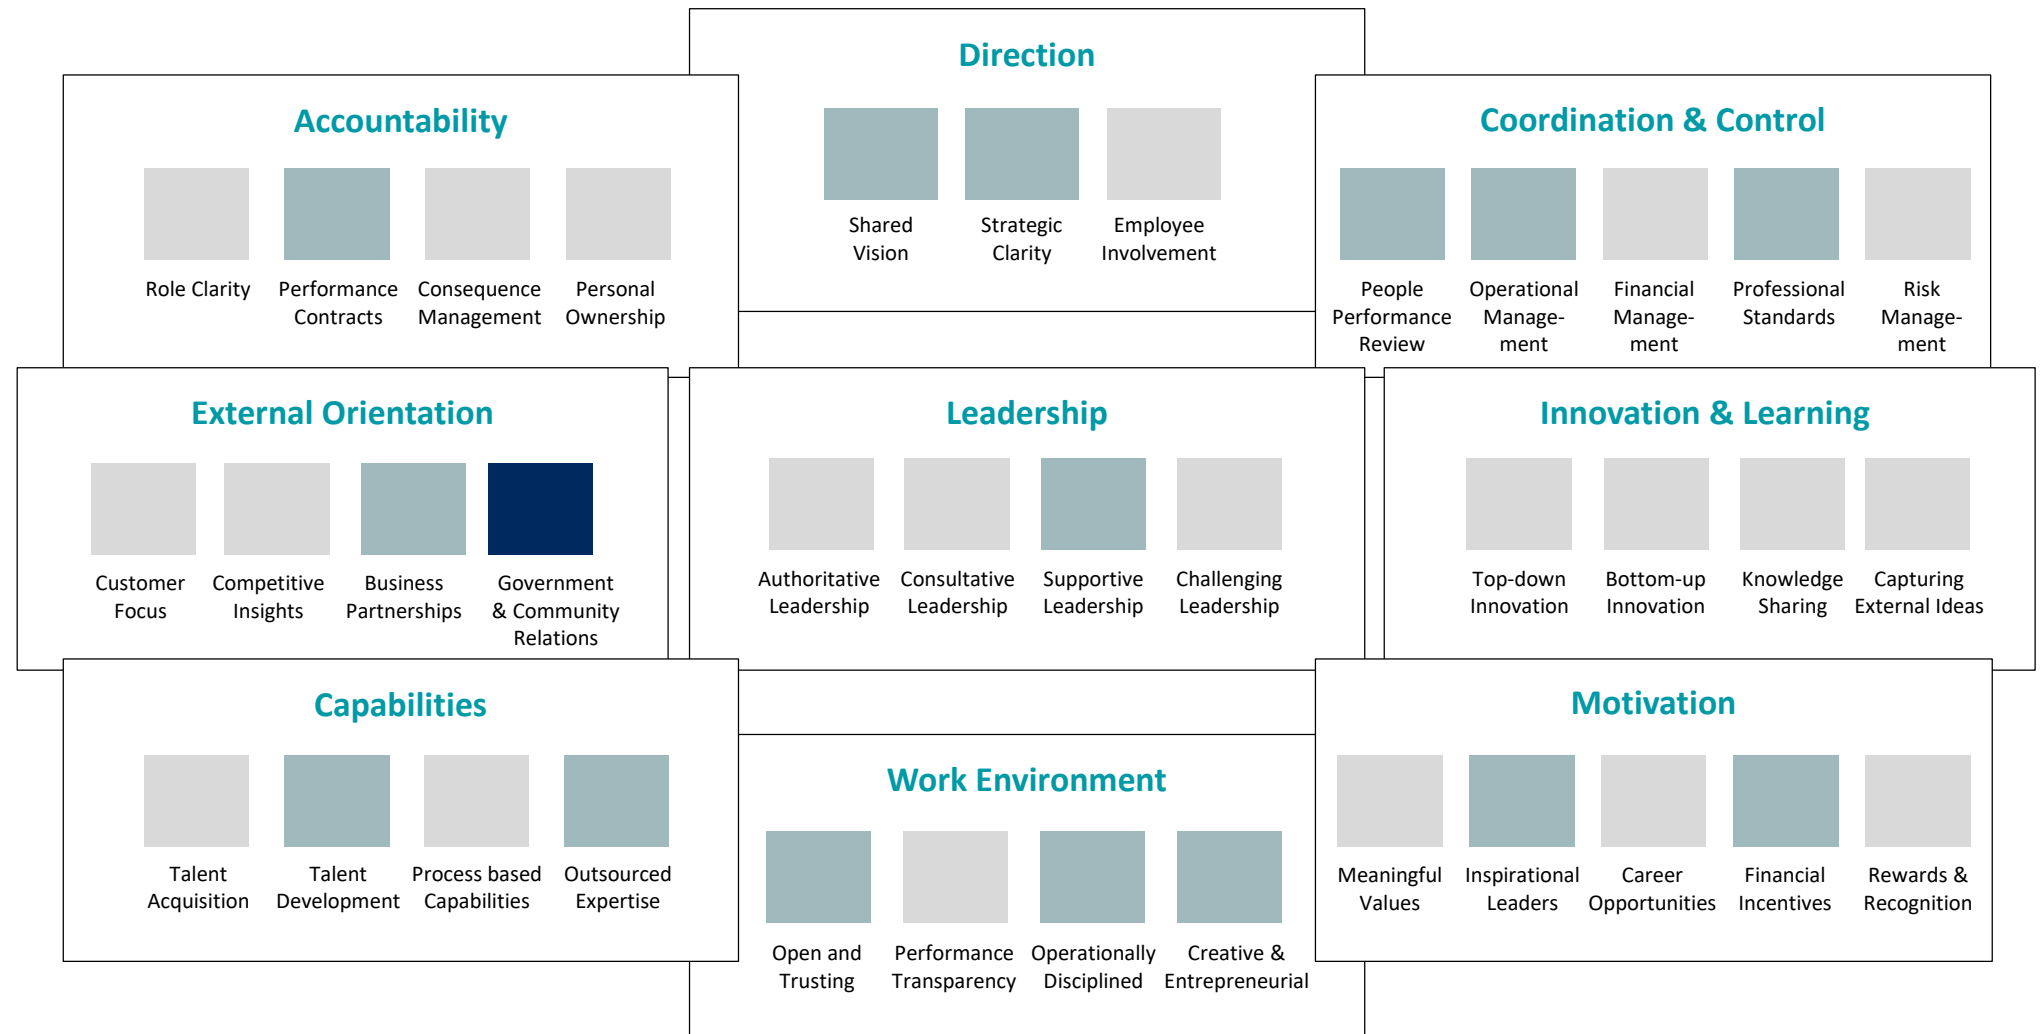 Direction
Shared
Vision
Strategic
Clarity
Employee
Involvement
Accountability
Role Clarity
Performance
Contracts
Consequence
Management
Personal
Ownership
Coordination & Control
People
Performance
Review
Operational
Manage-
ment
Financial
Manage-
ment
Professional
Standards
Risk
Manage-
ment
External Orientation
Customer
Focus
Competitive
Insights
Business
Partnerships
Government
& Community
Relations
Leadership
Authoritative
Leadership
Consultative
Leadership
Supportive
Leadership
Challenging
Leadership
Innovation & Learning
Top-down
Innovation
Bottom-up
Innovation
Knowledge
Sharing
Capturing
External Ideas
Capabilities
Talent
Acquisition
Talent
Development
Process based
Capabilities
Outsourced
Expertise
Work Environment
Open and
Trusting
Performance
Transparency
Operationally
Disciplined
Creative &
Entrepreneurial
Motivation
Meaningful
Values
Inspirational
Leaders
Career
Opportunities
Financial
Incentives
Rewards &
Recognition